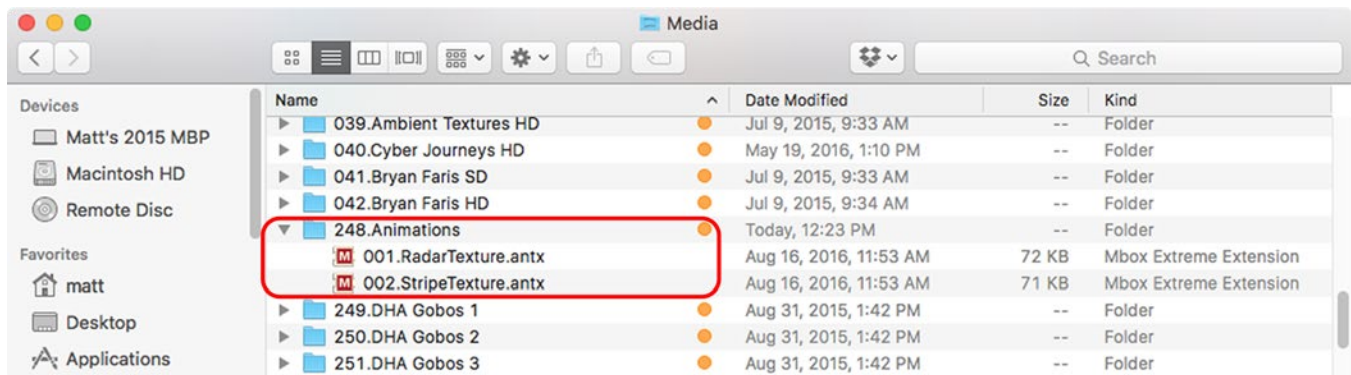 Media
Search
Devices
Matt's 2015 MBP
Macintosh HD
Remote Disc
Favorites
matt
Desktop
Applications
Name Date Modified Size Kind
039.Ambient Textures HD Jul 9, 2015, 9:33 AM -- Folder
040.Cyber Journeys HD May 19, 2016, 1:10 PM -- Folder
041.Bryan Faris SD Jul 9, 2015, 9:33 AM -- Folder
042.Bryan Faris HD Jul 9, 2015, 9:34 AM -- Folder
248.Animations Today, 12:23 PM -- Folder
M 001.RadarTexture.antx Aug 16, 2016, 11:53 AM 72 KB Mbox Extreme Extension
M 002.StripeTexture.antx Aug 16, 2016, 11:53 AM 71 KB Mbox Extreme Extension
249.DHA Gobos 1 Aug 31, 2015, 1:42 PM -- Folder
250.DHA Gobos 2 Aug 31, 2015, 1:42 PM -- Folder
251.DHA Gobos 3 Aug 31, 2015, 1:42 PM -- Folder